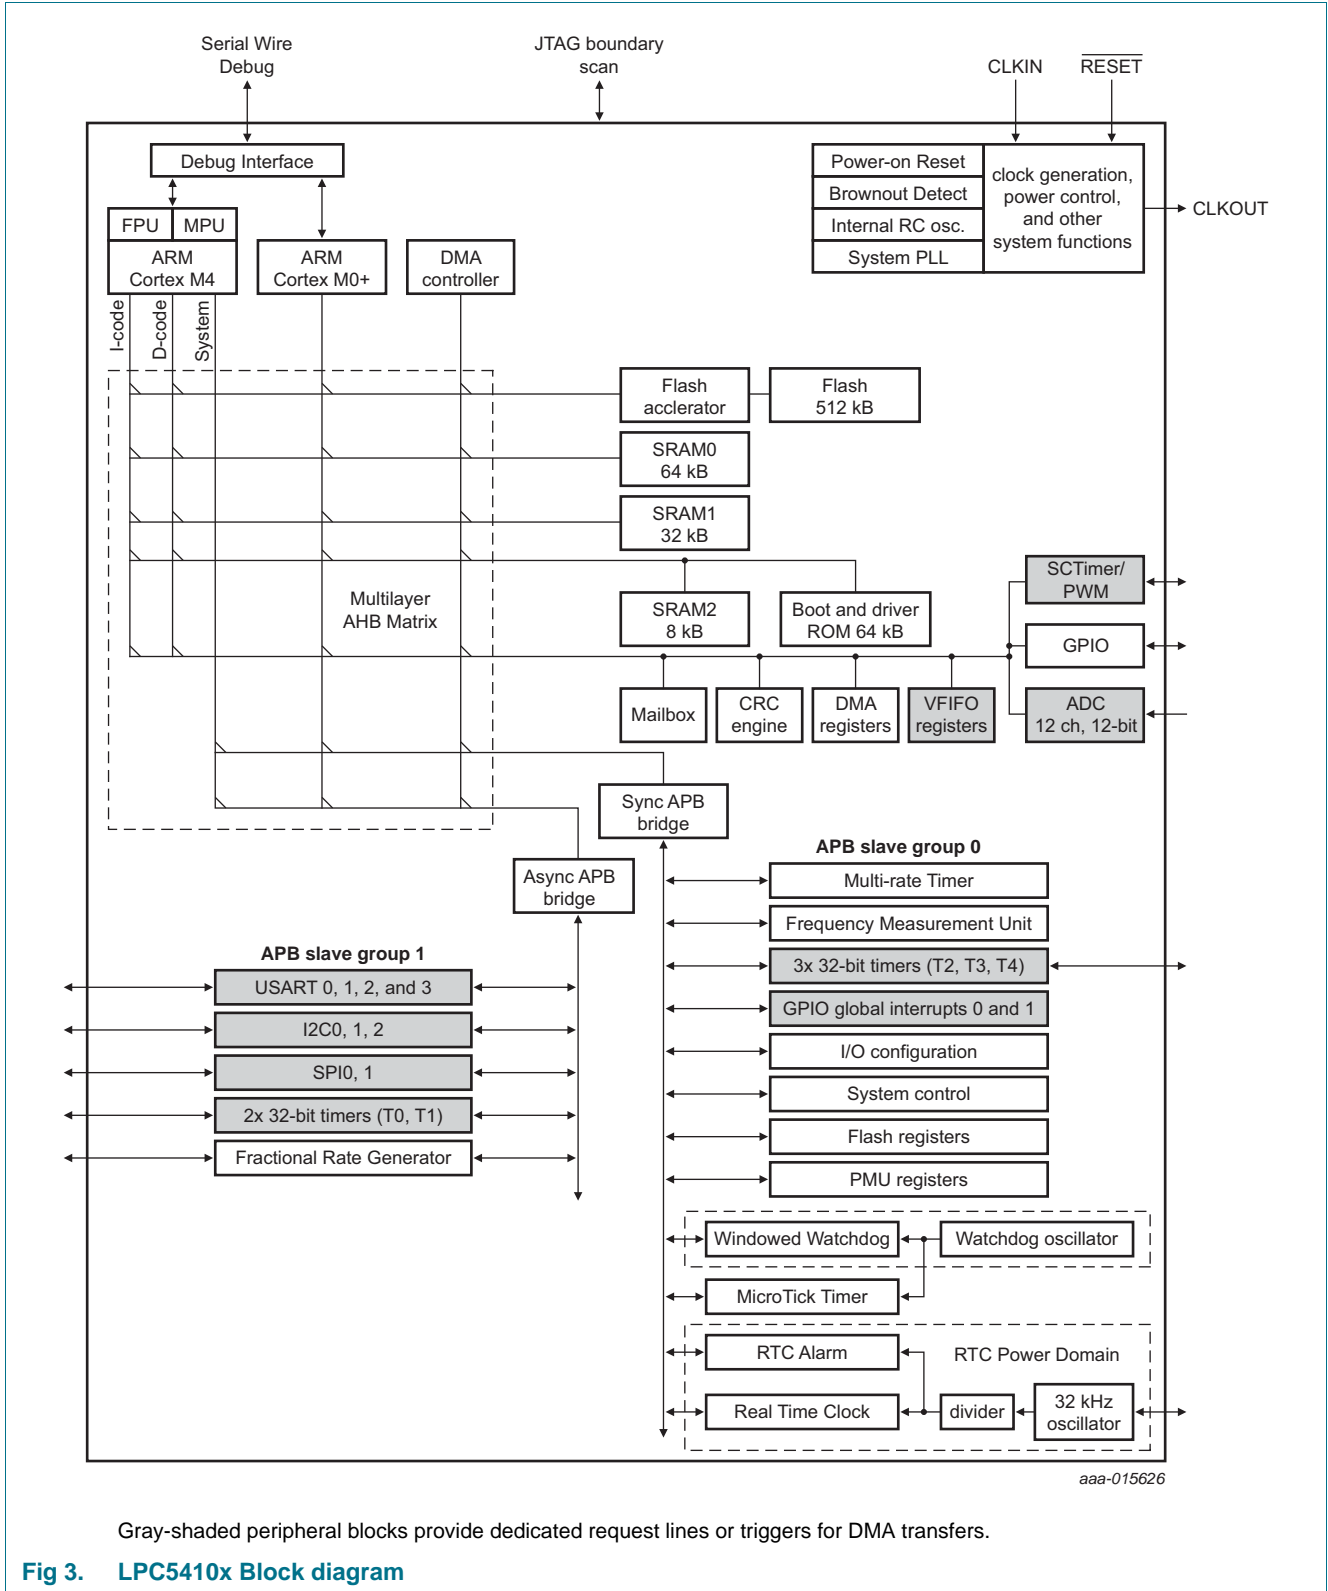 Serial Wire
Debug
JTAG boundary
scan
CLKIN
RESET
Debug Interface
FPU
MPU
ARM
Cortex M4
ARM
Cortex M0+
DMA
controller
Power-on Reset
Brownout Detect
Internal RC osc.
System PLL
clock generation,
power control,
and other
system functions
CLKOUT
I-code
D-code
System
Flash
acclerator
Flash
512 kB
SRAM0
64 kB
SRAM1
32 kB
Multilayer
AHB Matrix
SRAM2
8 kB
Boot and driver
ROM 64 kB
SCTimer/
PWM
GPIO
ADC
12 ch, 12-bit
Mailbox
CRC
engine
DMA
registers
VFIFO
registers
Sync APB
bridge
Async APB
bridge
APB slave group 0
Multi-rate Timer
Frequency Measurement Unit
3x 32-bit timers (T2, T3, T4)
GPIO global interrupts 0 and 1
I/O configuration
System control
Flash registers
PMU registers
APB slave group 1
USART 0, 1, 2, and 3
I2C0, 1, 2
SPI0, 1
2x 32-bit timers (T0, T1)
Fractional Rate Generator
Windowed Watchdog
Watchdog oscillator
MicroTick Timer
RTC Alarm
RTC Power Domain
Real Time Clock
divider
32 kHz
oscillator
aaa-015626
Gray-shaded peripheral blocks provide dedicated request lines or triggers for DMA transfers.
Fig 3. LPC5410x Block diagram